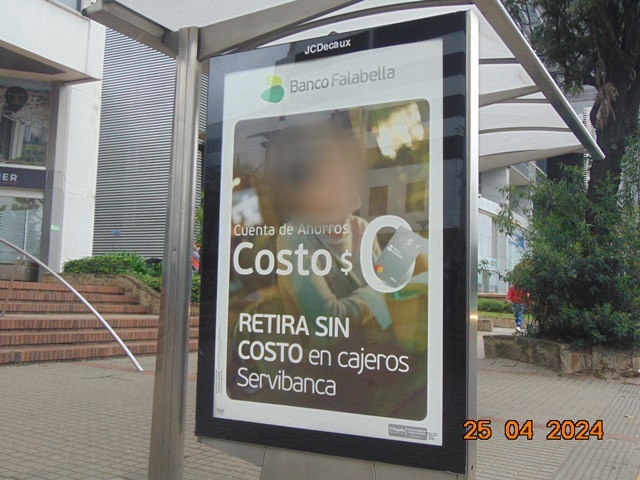 JCDecaux
Banco Falabella
Cuenta de Ahorros
Costo $ 0
RETIRA SIN
COSTO en cajeros
Servibanca
25 04 2024